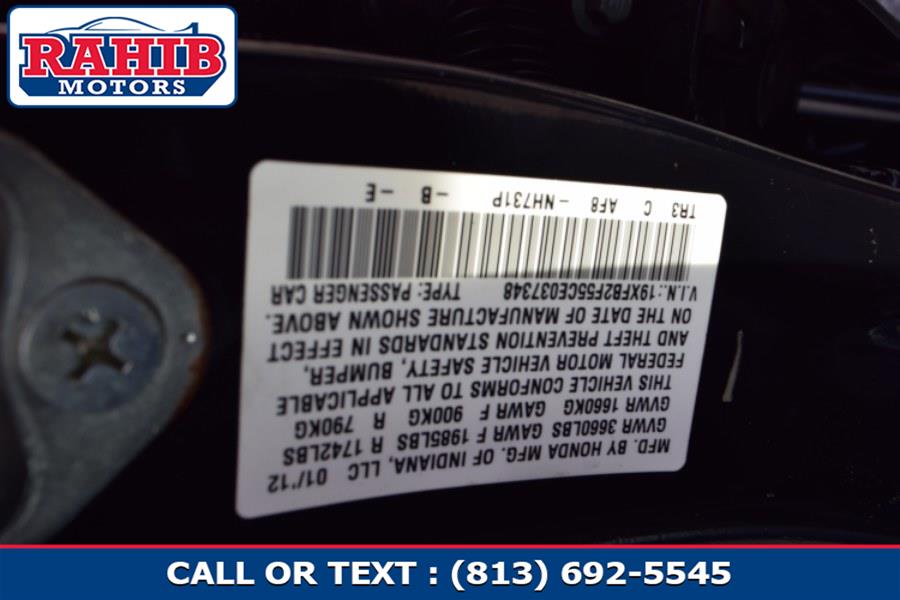 RAHIB
MOTORS
MFD. BY HONDA MFG. OF INDIANA, LLC 01/'12
GVWR 3660LBS GAWR F 1985LBS R 1742LBS
GVWR 1660KG GAWR F 900KG R 790KG
THIS VEHICLE CONFORMS TO ALL APPLICABLE
FEDERAL MOTOR VEHICLE SAFETY, BUMPER,
AND THEFT PREVENTION STANDARDS IN EFFECT
ON THE DATE OF MANUFACTURE SHOWN ABOVE.
V.I.N.:19XFB2F55CE037348 TYPE: PASSENGER CAR
TR3 C AF8 -NH731P -B -E
CALL OR TEXT : (813) 692-5545